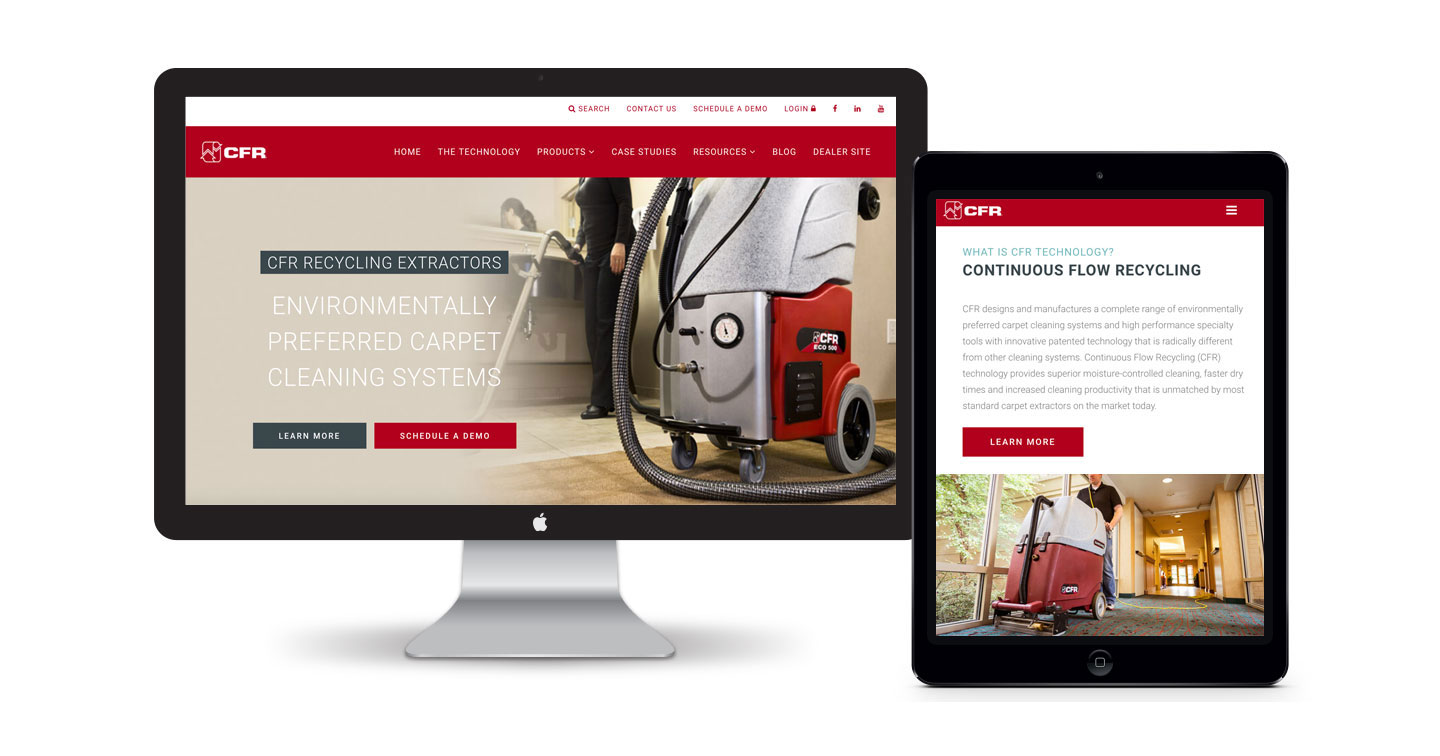 SEARCH CONTACT US SCHEDULE A DEMO LOGIN
CFR HOME THE TECHNOLOGY PRODUCTS CASE STUDIES RESOURCES BLOG DEALER SITE
CFR RECYCLING EXTRACTORS
ENVIRONMENTALLY
PREFERRED CARPET
CLEANING SYSTEMS
LEARN MORE SCHEDULE A DEMO
CFR
ECO 500
CFR
WHAT IS CFR TECHNOLOGY?
CONTINUOUS FLOW RECYCLING
CFR designs and manufactures a complete range of environmentally
preferred carpet cleaning systems and high performance specialty
tools with innovative patented technology that is radically different
from other cleaning systems. Continuous Flow Recycling (CFR)
technology provides superior moisture-controlled cleaning, faster dry
times and increased cleaning productivity that is unmatched by most
standard carpet extractors on the market today.
LEARN MORE
CFR